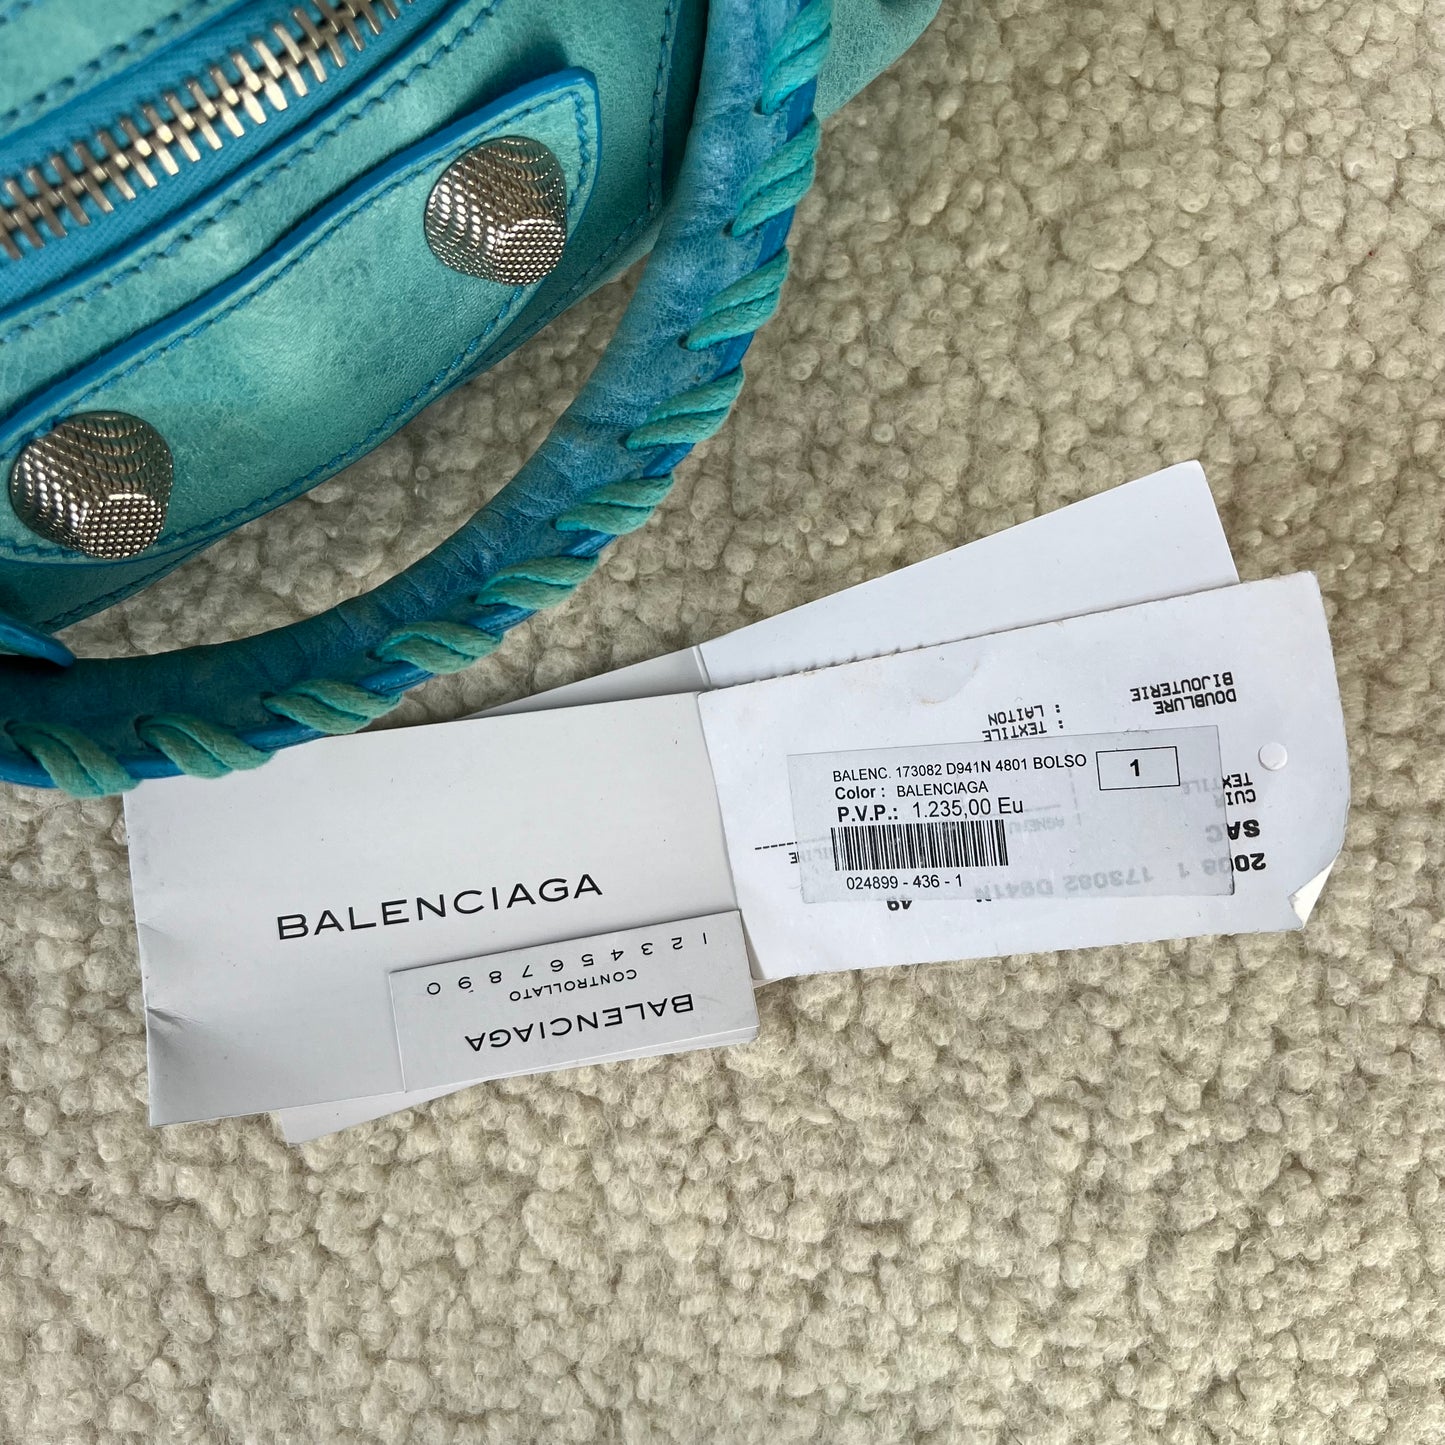 BALENCIAGA
BALENC. 173082 D941N 4801 BOLSO
1
Color : BALENCIAGA
P.V.P.: 1.235,00 Eu
024899 - 436 - 1
BALENCIAGA
CONTROLLATO
1 2 3 4 5 6 7 8 9 0
2008 1 173082 D941N
SAC
CUIR
TEXTILE
DOUBLURE : TEXTILE
BIJOUTERIE : LAITON